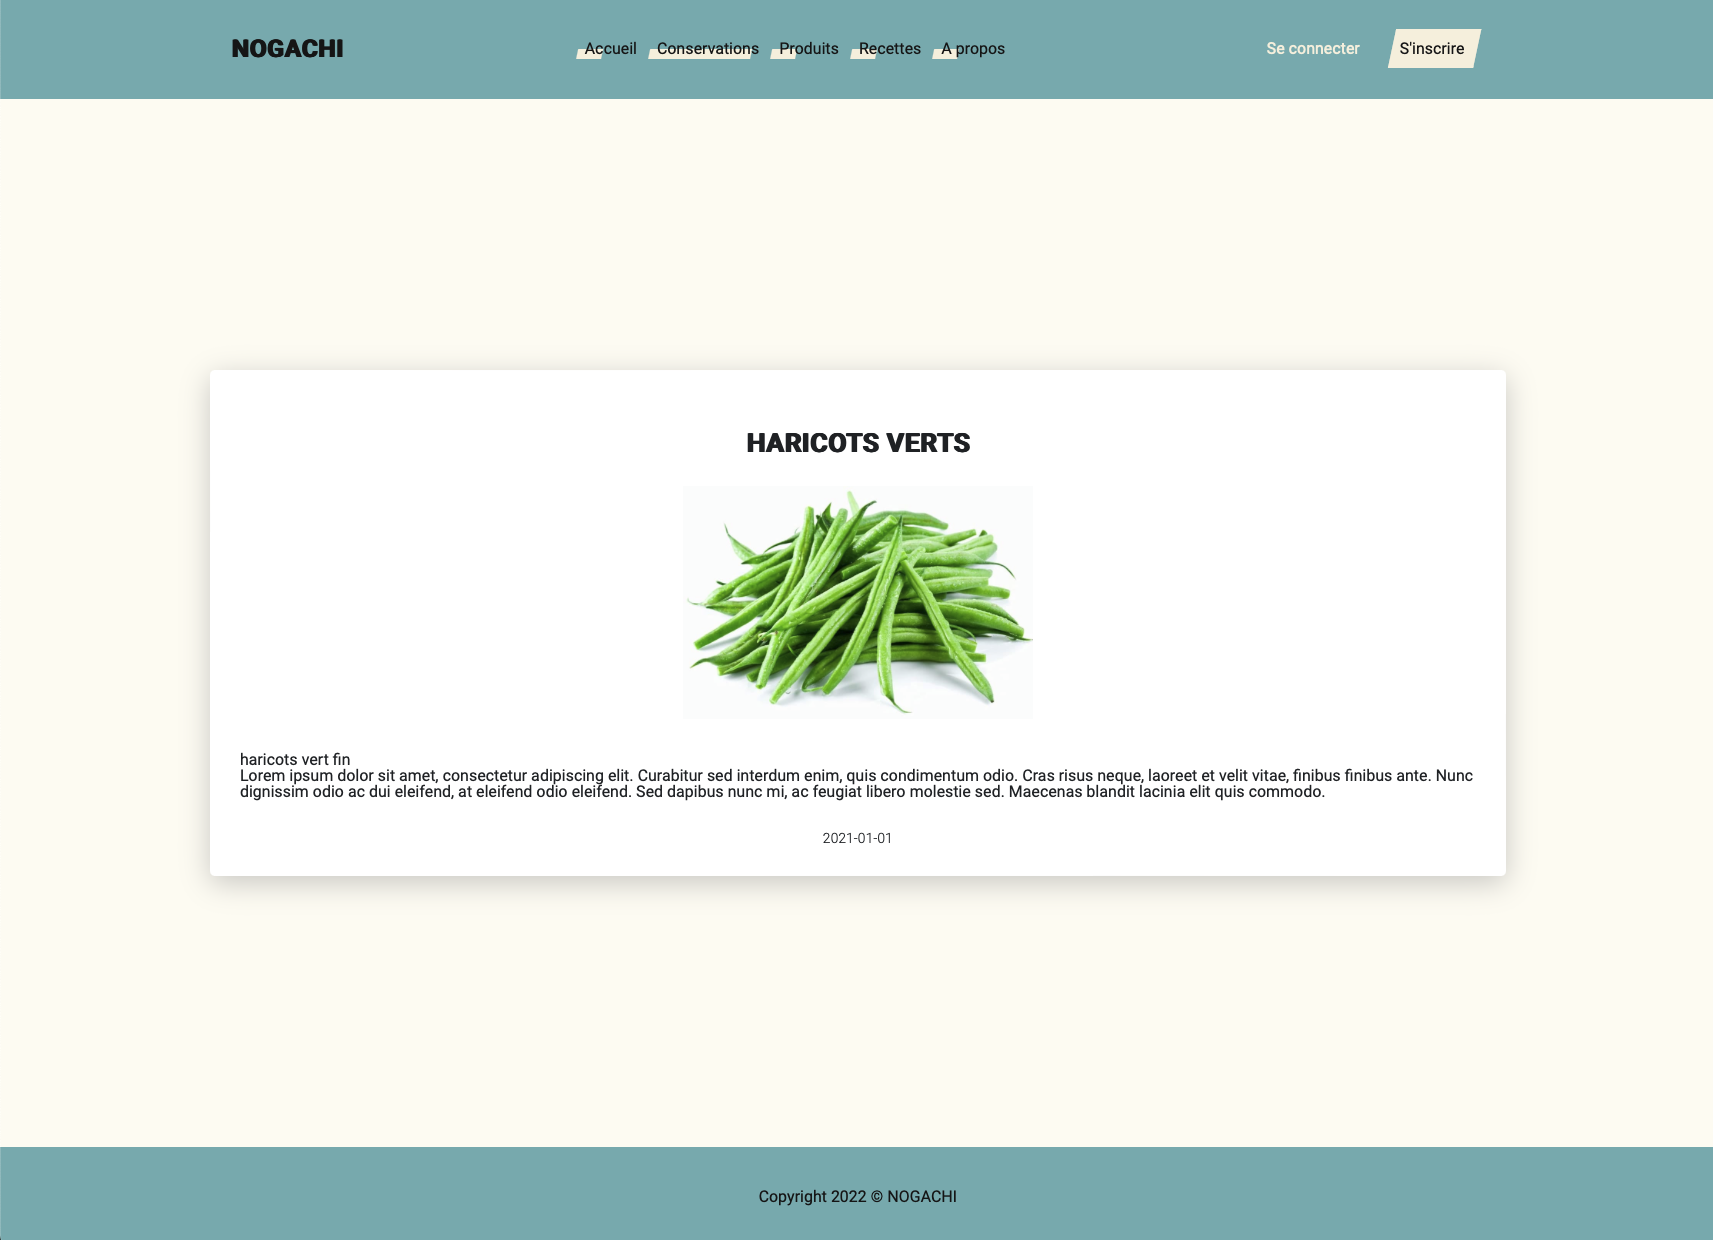 NOGACHI
Accueil Conservations Produits Recettes A propos
Se connecter S'inscrire
HARICOTS VERTS
haricots vert fin
Lorem ipsum dolor sit amet, consectetur adipiscing elit. Curabitur sed interdum enim, quis condimentum odio. Cras risus neque, laoreet et velit vitae, finibus finibus ante. Nunc
dignissim odio ac dui eleifend, at eleifend odio eleifend. Sed dapibus nunc mi, ac feugiat libero molestie sed. Maecenas blandit lacinia elit quis commodo.
2021-01-01
Copyright 2022 © NOGACHI